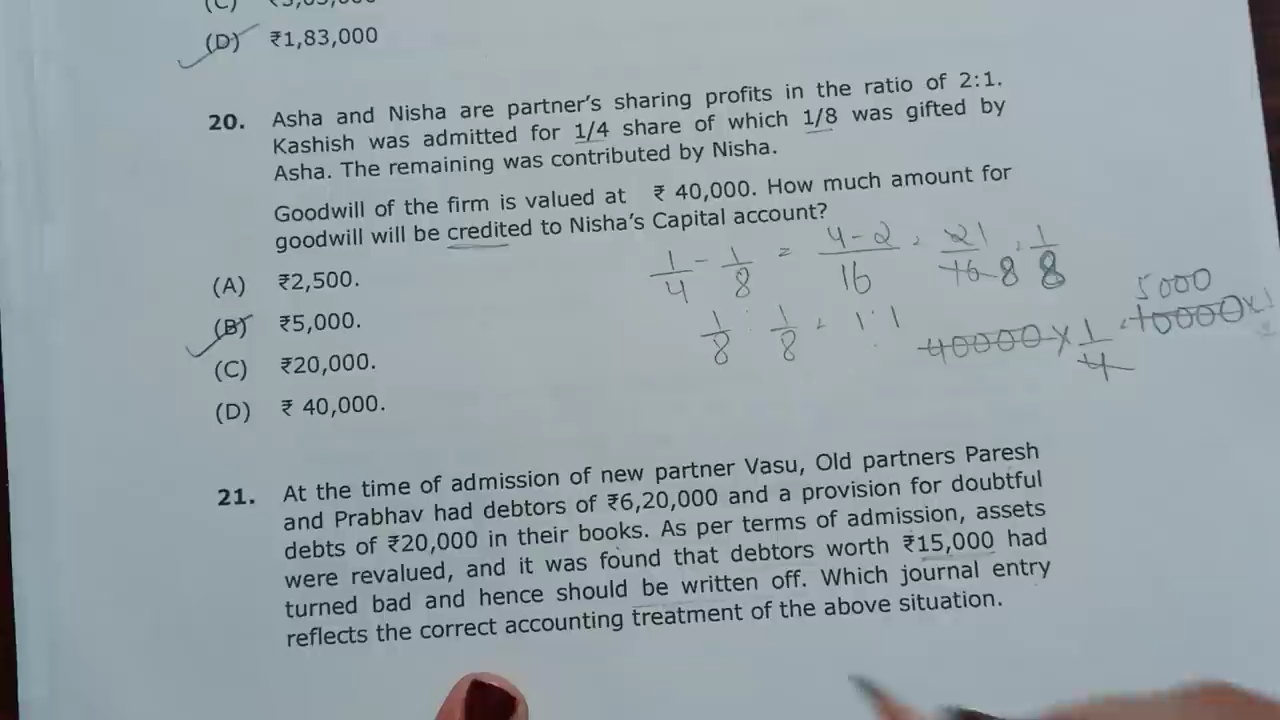 (C)
(D) ₹1,83,000
20. Asha and Nisha are partner's sharing profits in the ratio of 2:1.
Kashish was admitted for 1/4 share of which 1/8 was gifted by
Asha. The remaining was contributed by Nisha.
Goodwill of the firm is valued at ₹ 40,000. How much amount for
goodwill will be credited to Nisha's Capital account?
1/4 - 1/8 = 4-2/16 = 21/16 8 = 1/8
(A) ₹2,500.
5000
(B) ₹5,000.
1/8 : 1/8 = 1:1 40000 x 1/4 = 10000 x 1
(C) ₹20,000.
(D) ₹ 40,000.
21. At the time of admission of new partner Vasu, Old partners Paresh
and Prabhav had debtors of ₹6,20,000 and a provision for doubtful
debts of ₹20,000 in their books. As per terms of admission, assets
were revalued, and it was found that debtors worth ₹15,000 had
turned bad and hence should be written off. Which journal entry
reflects the correct accounting treatment of the above situation.